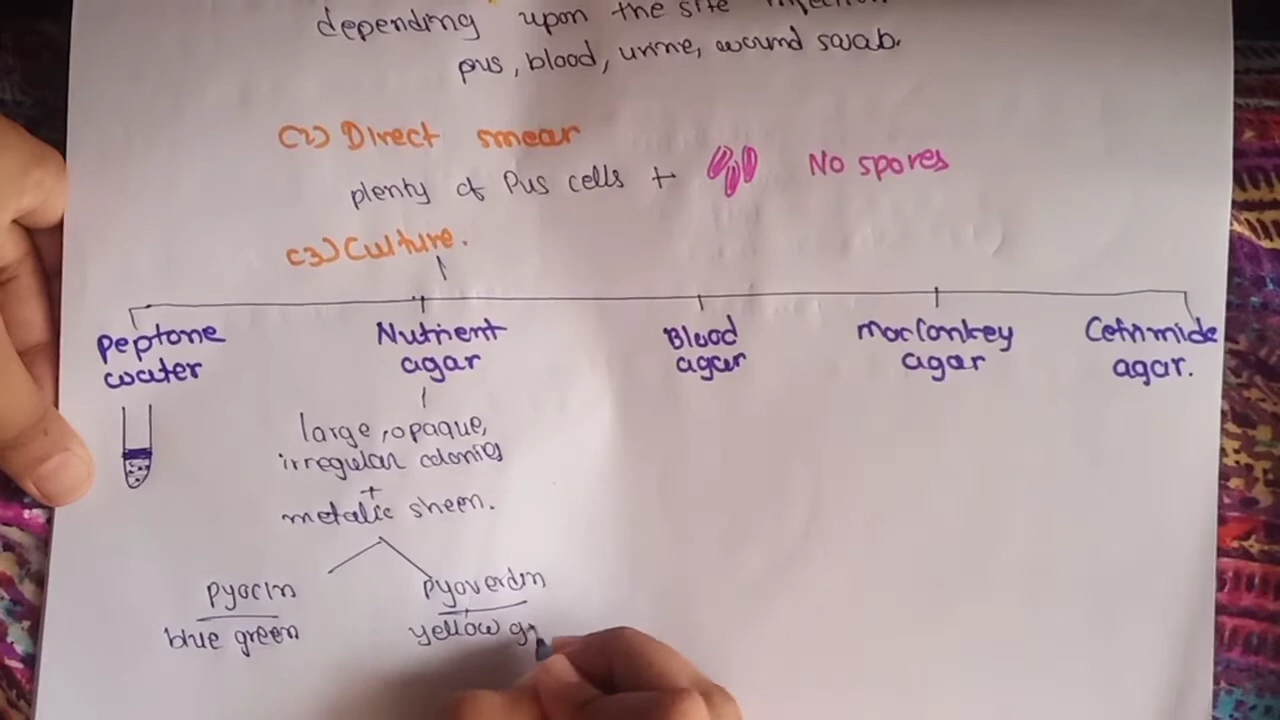 depending upon the site
pus, blood, urine, wound swab.
(2) Direct smear
plenty of Pus cells + No spores
(3) Culture.
Peptone water
Nutrient agar
Blood agar
MacConkey agar
Cetrimide agar.
large, opaque,
irregular colonies
+
metalic sheen.
pyocin
pyoverdin
blue green
yellow g